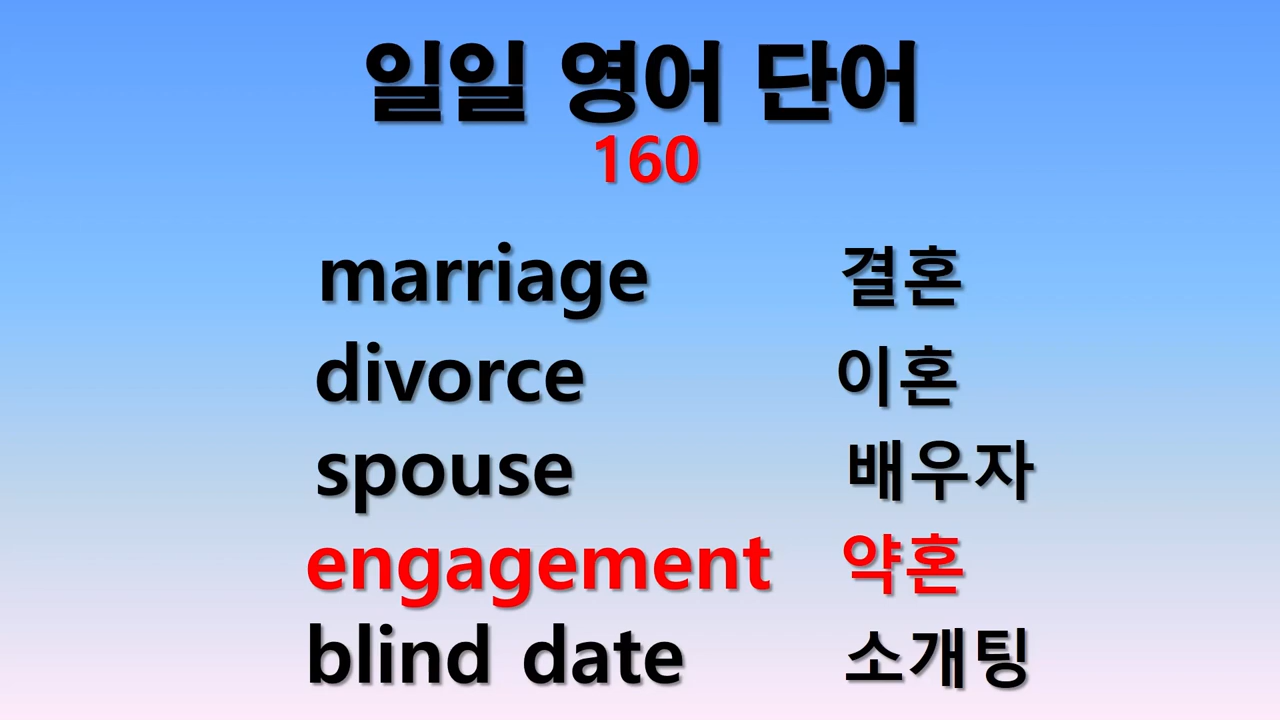 일일 영어 단어
160
marriage 결혼
divorce 이혼
spouse 배우자
engagement 약혼
blind date 소개팅